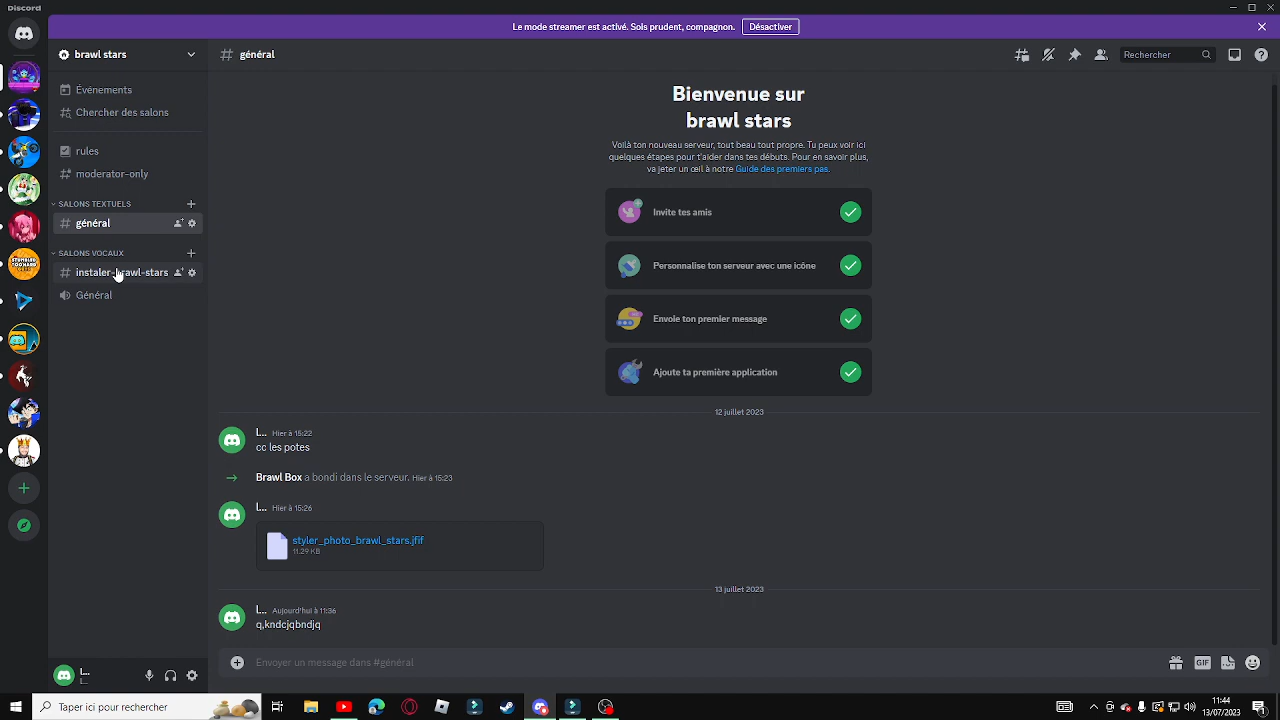 Discord
Le mode streamer est activé. Sois prudent, compagnon. Désactiver
brawl stars
# général
Rechercher
Événements
Chercher des salons
rules
moderator-only
SALONS TEXTUELS
général
SALONS VOCAUX
instaler-brawl-stars
Général
Bienvenue sur
brawl stars
Voilà ton nouveau serveur, tout beau tout propre. Tu peux voir ici
quelques étapes pour t'aider dans tes débuts. Pour en savoir plus,
va jeter un œil à notre Guide des premiers pas.
Invite tes amis
Personnalise ton serveur avec une icône
Envoie ton premier message
Ajoute ta première application
12 juillet 2023
I... Hier à 15:22
cc les potes
Brawl Box a bondi dans le serveur. Hier à 15:23
I... Hier à 15:26
styler_photo_brawl_stars.jfif
11.29 KB
13 juillet 2023
I... Aujourd'hui à 11:36
q,kndcjqbndjq
Envoyer un message dans #général
GIF
Taper ici pour rechercher
11:44
13/07/2023